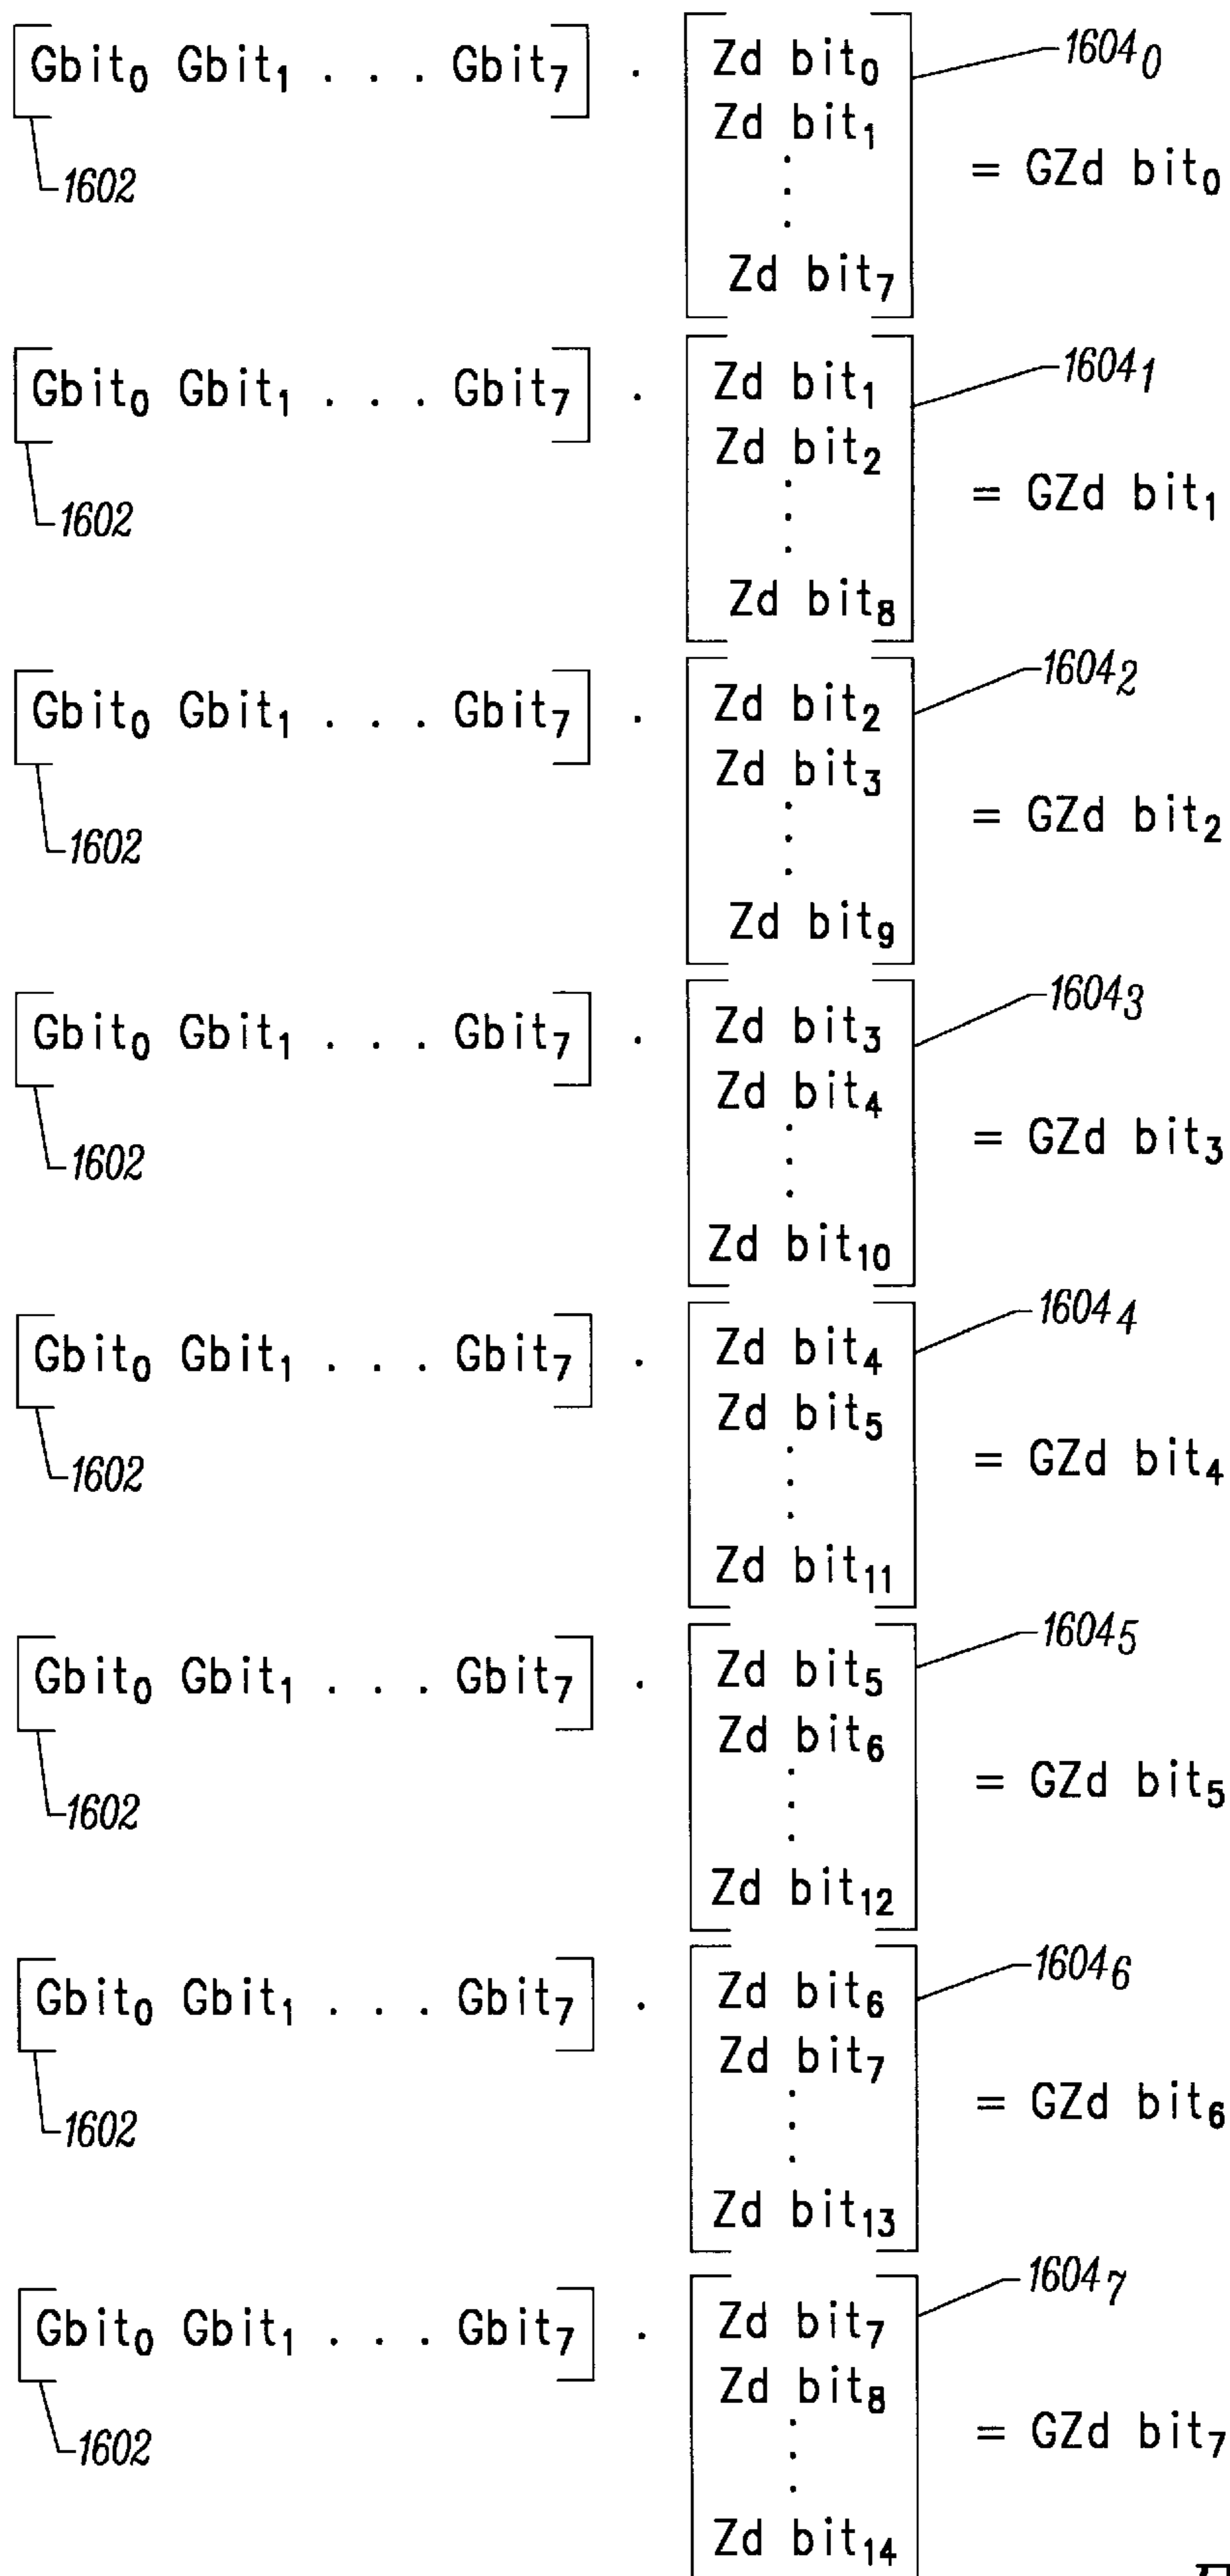 [Gbit₀ Gbit₁ . . . Gbit₇] . [Zd bit₀ 1604₀
Zd bit₁
= GZd bit₀
1602
Zd bit₇]
[Gbit₀ Gbit₁ . . . Gbit₇] . [Zd bit₁ 1604₁
Zd bit₂
= GZd bit₁
1602
Zd bit₈]
[Gbit₀ Gbit₁ . . . Gbit₇] . [Zd bit₂ 1604₂
Zd bit₃
= GZd bit₂
1602
Zd bit₉]
[Gbit₀ Gbit₁ . . . Gbit₇] . [Zd bit₃ 1604₃
Zd bit₄
= GZd bit₃
1602
Zd bit₁₀]
[Gbit₀ Gbit₁ . . . Gbit₇] . [Zd bit₄ 1604₄
Zd bit₅
= GZd bit₄
1602
Zd bit₁₁]
[Gbit₀ Gbit₁ . . . Gbit₇] . [Zd bit₅ 1604₅
Zd bit₆
= GZd bit₅
1602
Zd bit₁₂]
[Gbit₀ Gbit₁ . . . Gbit₇] . [Zd bit₆ 1604₆
Zd bit₇
= GZd bit₆
1602
Zd bit₁₃]
[Gbit₀ Gbit₁ . . . Gbit₇] . [Zd bit₇ 1604₇
Zd bit₈
= GZd bit₇
1602
Zd bit₁₄]